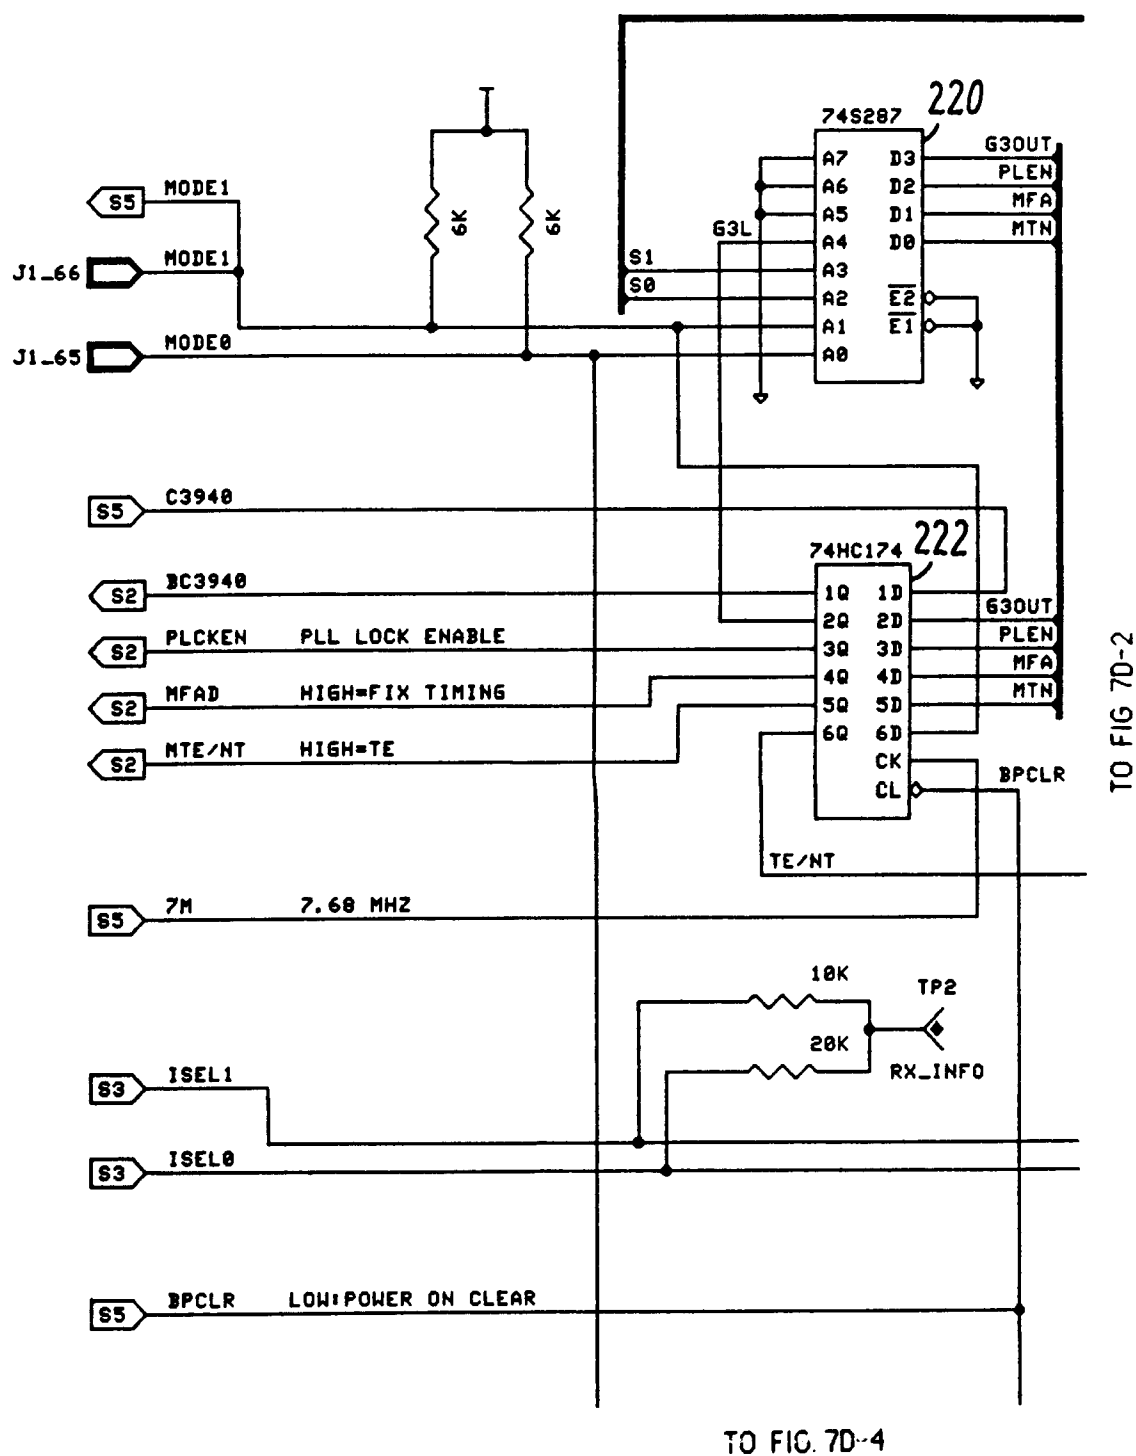 220
74S287
A7 D3 G3OUT
A6 D2 PLEN
S5 MODE1
A5 D1 MFA
6K 6K
G3L A4 D0 MTN
J1_66 MODE1
S1 A3
S0 A2 E2
A1 E1
J1_65 MODE0
A0
S5 C3940
74HC174 222
S2 BC3940
1Q 1D
2Q 2D G3OUT
S2 PLCKEN PLL LOCK ENABLE
3Q 3D PLEN
4Q 4D MFA
S2 MFAD HIGH=FIX TIMING
5Q 5D MTN
6Q 6D
S2 MTE/NT HIGH=TE
CK
CL BPCLR
TO FIG 7D-2
TE/NT
S5 7M 7.68 MHZ
10K
TP2
20K
RX_INFO
S3 ISEL1
S3 ISEL0
S5 BPCLR LOW:POWER ON CLEAR
TO FIG. 7D-4